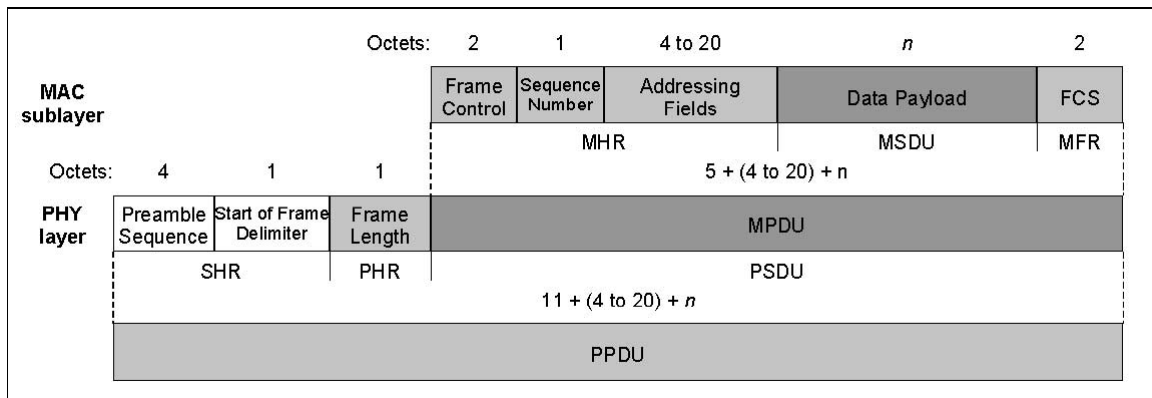 Octets: 2 1 4 to 20 n 2
MAC sublayer
Frame Control
Sequence Number
Addressing Fields
Data Payload
FCS
MHR MSDU MFR
Octets: 4 1 1 5 + (4 to 20) + n
PHY layer
Preamble Sequence
Start of Frame Delimiter
Frame Length
MPDU
SHR PHR PSDU
11 + (4 to 20) + n
PPDU